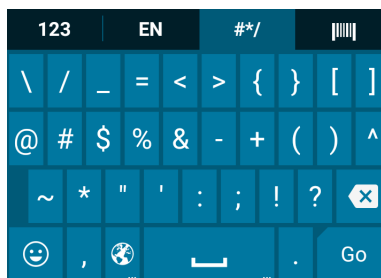 123 EN #*/
\ / _ = < > { } [ ]
@ # $ % & - + ( ) ^
~ * " ' : ; ! ?
, . Go